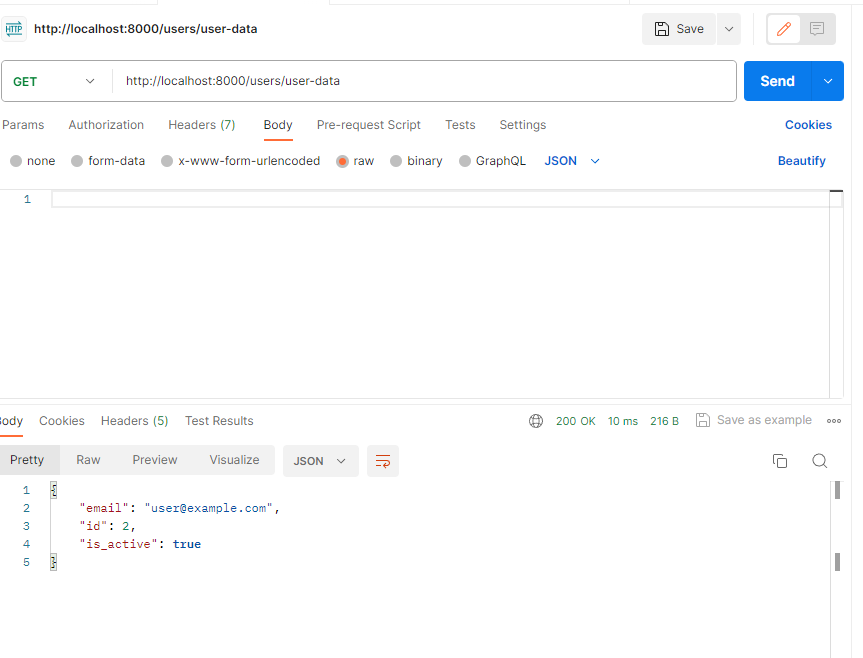 HTTP http://localhost:8000/users/user-data Save
GET http://localhost:8000/users/user-data Send
Params Authorization Headers (7) Body Pre-request Script Tests Settings Cookies
none form-data x-www-form-urlencoded raw binary GraphQL JSON Beautify
1
Body Cookies Headers (5) Test Results 200 OK 10 ms 216 B Save as example
Pretty Raw Preview Visualize JSON
1 {
2 "email": "user@example.com",
3 "id": 2,
4 "is_active": true
5 }